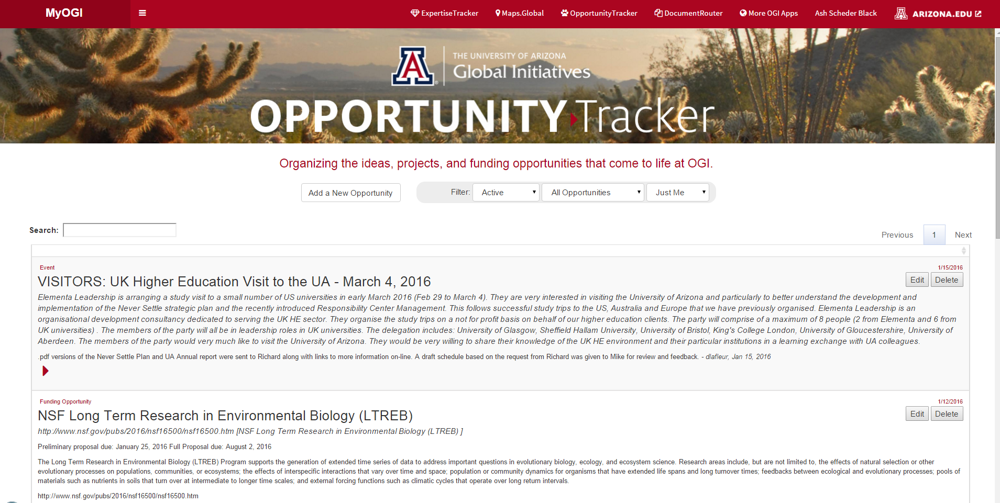 MyOGI
ExpertiseTracker Maps.Global OpportunityTracker DocumentRouter More OGI Apps Ash Scheder Black ARIZONA.EDU
A
THE UNIVERSITY OF ARIZONA
Global Initiatives
OPPORTUNITY Tracker
Organizing the ideas, projects, and funding opportunities that come to life at OGI.
Add a New Opportunity Filter: Active All Opportunities Just Me
Search:
Previous 1 Next
Event 1/15/2016
VISITORS: UK Higher Education Visit to the UA - March 4, 2016 Edit Delete
Elementa Leadership is arranging a study visit to a small number of US universities in early March 2016 (Feb 29 to March 4). They are very interested in visiting the University of Arizona and particularly to better understand the development and
implementation of the Never Settle strategic plan and the recently introduced Responsibility Center Management. This follows successful study trips to the US, Australia and Europe that we have previously organised. Elementa Leadership is an
organisational development consultancy dedicated to serving the UK HE sector. They organise the study trips on a not for profit basis on behalf of our higher education clients. The party will comprise of a maximum of 8 people (2 from Elementa and 6 from
UK universities) . The members of the party will all be in leadership roles in UK universities. The delegation includes: University of Glasgow, Sheffield Hallam University, University of Bristol, King's College London, University of Gloucestershire, University of
Aberdeen. The members of the party would very much like to visit the University of Arizona. They would be very willing to share their knowledge of the UK HE environment and their particular institutions in a learning exchange with UA colleagues.
.pdf versions of the Never Settle Plan and UA Annual report were sent to Richard along with links to more information on-line. A draft schedule based on the request from Richard was given to Mike for review and feedback. - dlafleur, Jan 15, 2016
Funding Opportunity 1/12/2016
NSF Long Term Research in Environmental Biology (LTREB) Edit Delete
http://www.nsf.gov/pubs/2016/nsf16500/nsf16500.htm [NSF Long Term Research in Environmental Biology (LTREB) ]
Preliminary proposal due: January 25, 2016 Full Proposal due: August 2, 2016
The Long Term Research in Environmental Biology (LTREB) Program supports the generation of extended time series of data to address important questions in evolutionary biology, ecology, and ecosystem science. Research areas include, but are not limited to, the effects of natural selection or other
evolutionary processes on populations, communities, or ecosystems; the effects of interspecific interactions that vary over time and space; population or community dynamics for organisms that have extended life spans and long turnover times; feedbacks between ecological and evolutionary processes; pools of
materials such as nutrients in soils that turn over at intermediate to longer time scales; and external forcing functions such as climatic cycles that operate over long return intervals.
http://www.nsf.gov/pubs/2016/nsf16500/nsf16500.htm